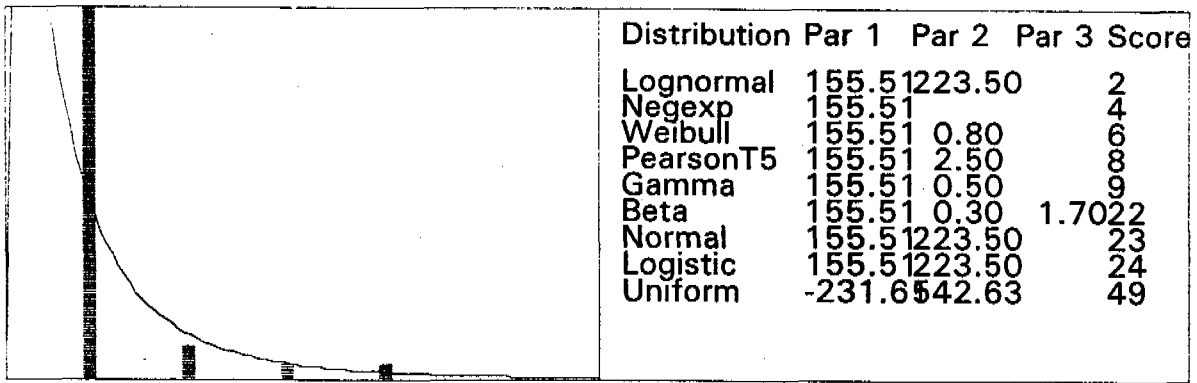 Distribution Par 1 Par 2 Par 3 Score
Lognormal 155.51 223.50 2
Negexp 155.51 4
Weibull 155.51 0.80 6
PearsonT5 155.51 2.50 8
Gamma 155.51 0.50 9
Beta 155.51 0.30 1.70 22
Normal 155.51 223.50 23
Logistic 155.51 223.50 24
Uniform -231.61 542.63 49